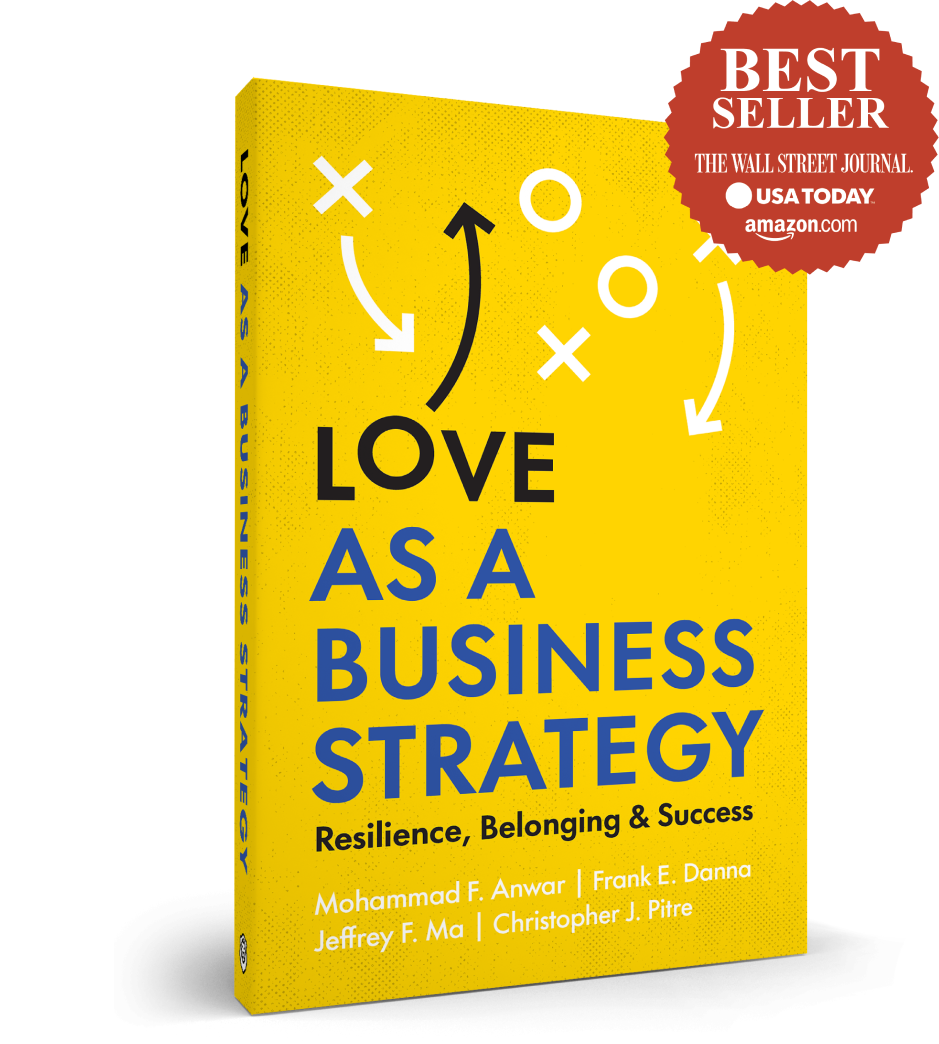 BEST
SELLER
THE WALL STREET JOURNAL.
USA TODAY™
amazon.com
LOVE AS A BUSINESS STRATEGY
LOVE
AS A
BUSINESS
STRATEGY
Resilience, Belonging & Success
Mohammad F. Anwar | Frank E. Danna
Jeffrey F. Ma | Christopher J. Pitre